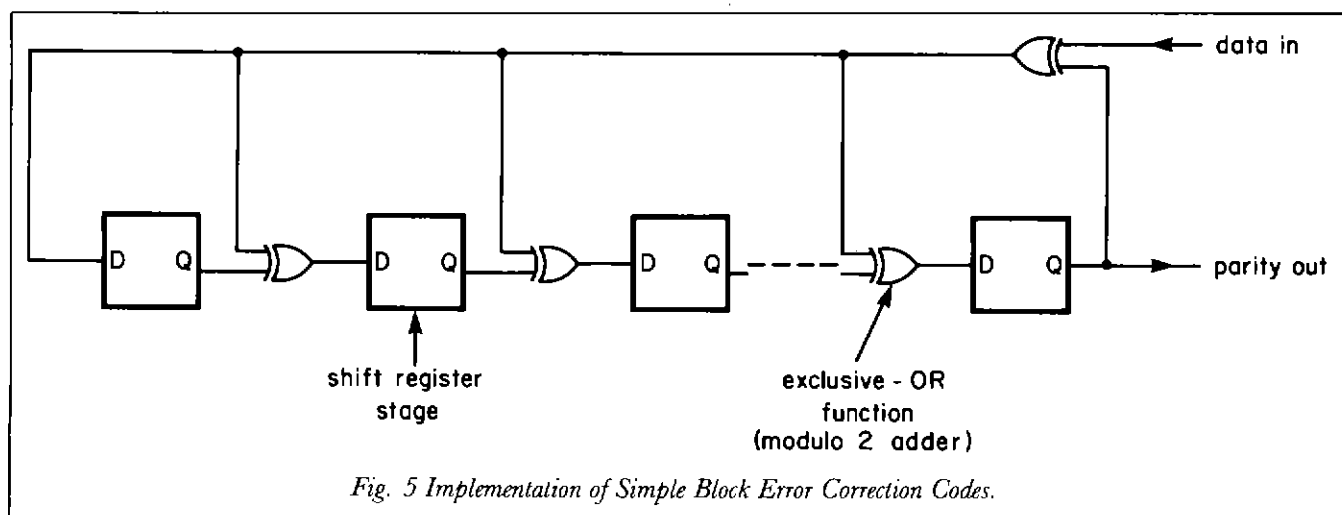 data in
D Q
D Q
D Q
D Q
parity out
shift register
stage
exclusive - OR
function
(modulo 2 adder)
Fig. 5 Implementation of Simple Block Error Correction Codes.